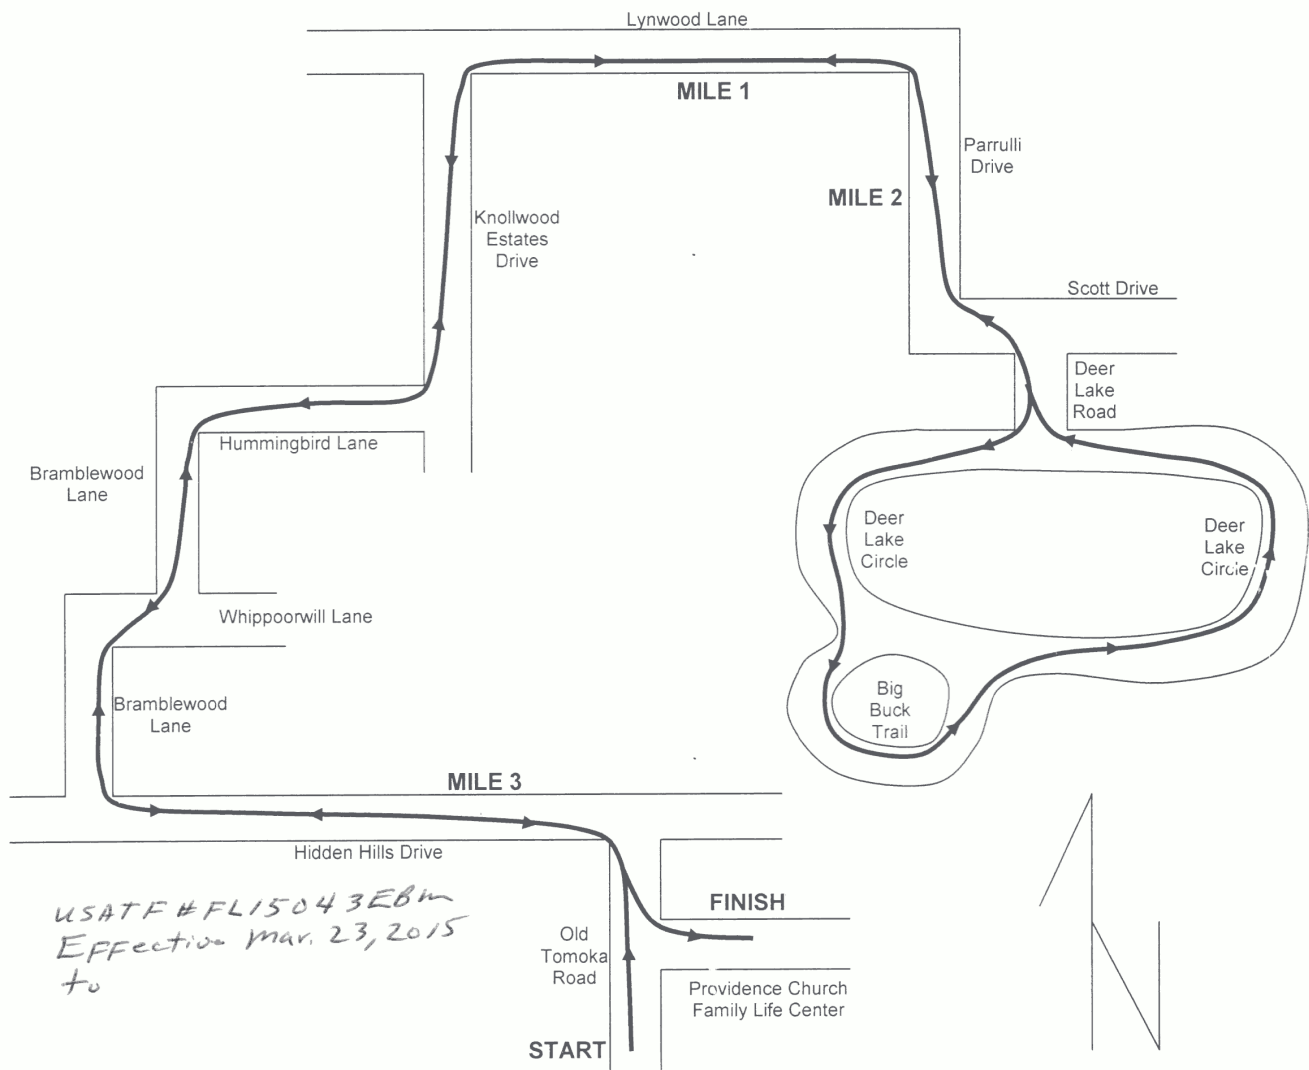 Lynwood Lane
MILE 1
Parrulli
Drive
MILE 2
Knollwood
Estates
Drive
Scott Drive
Deer
Lake
Road
Hummingbird Lane
Bramblewood
Lane
Deer
Lake
Circle
Deer
Lake
Circle
Whippoorwill Lane
Big
Buck
Trail
Bramblewood
Lane
MILE 3
Hidden Hills Drive
USATF #FL15043EBM
Effective Mar. 23, 2015
to
FINISH
Old
Tomoka
Road
Providence Church
Family Life Center
START
N